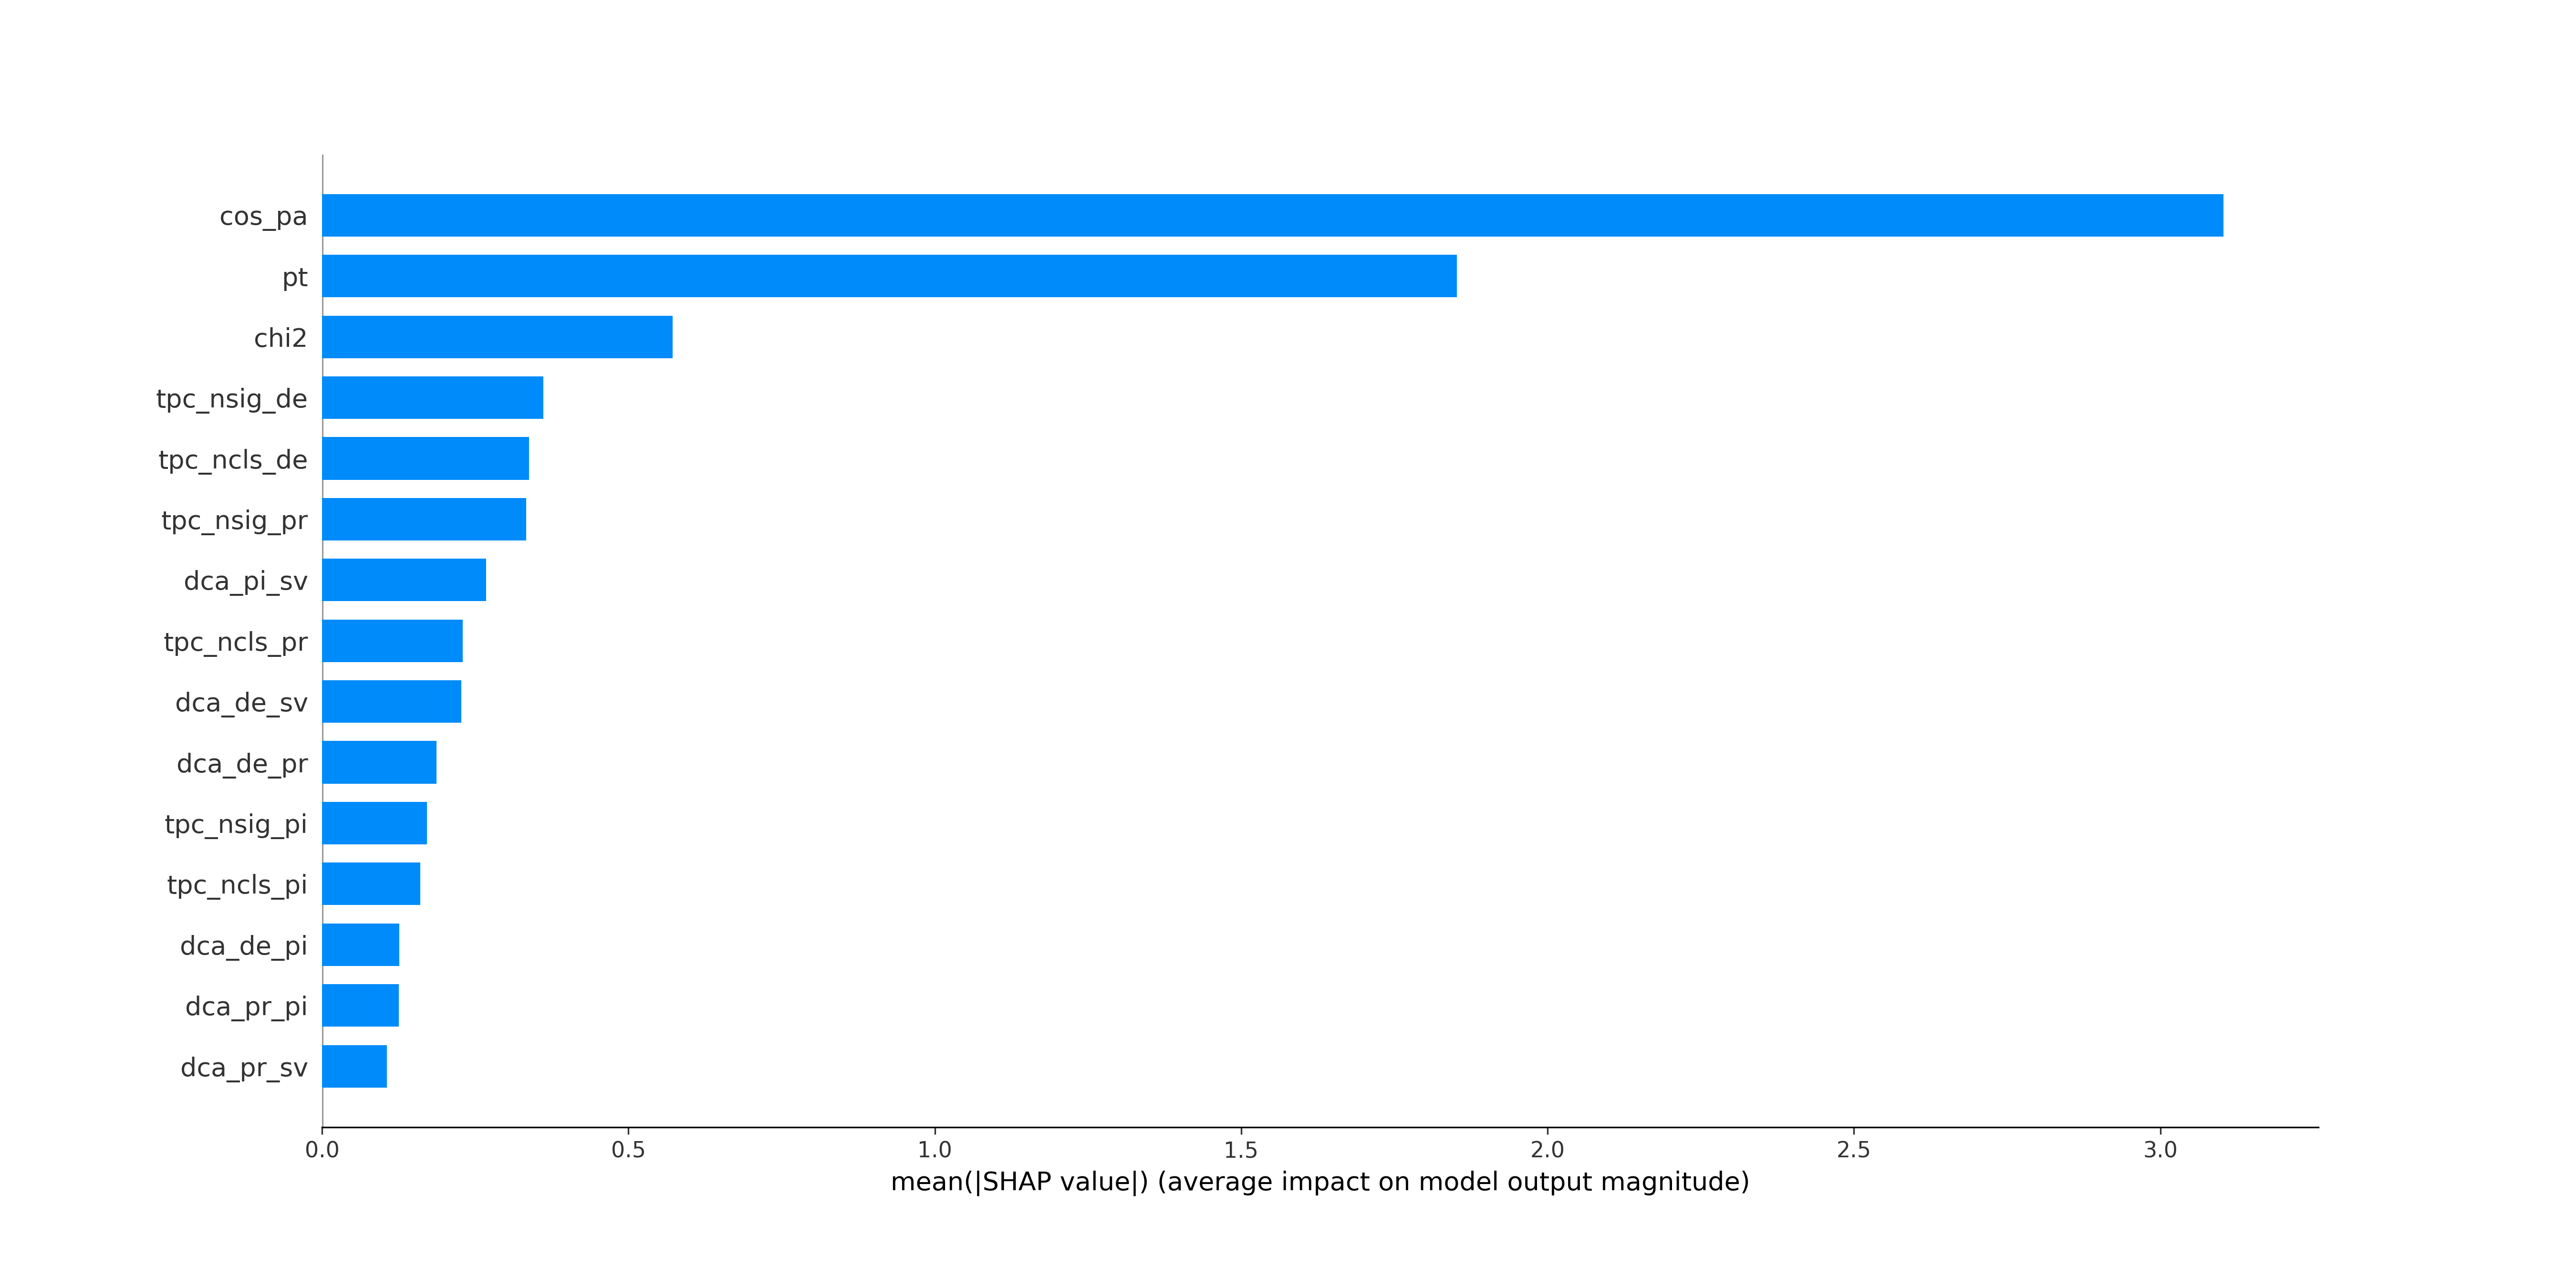 cos_pa
pt
chi2
tpc_nsig_de
tpc_ncls_de
tpc_nsig_pr
dca_pi_sv
tpc_ncls_pr
dca_de_sv
dca_de_pr
tpc_nsig_pi
tpc_ncls_pi
dca_de_pi
dca_pr_pi
dca_pr_sv
0.0 0.5 1.0 1.5 2.0 2.5 3.0
mean(|SHAP value|) (average impact on model output magnitude)